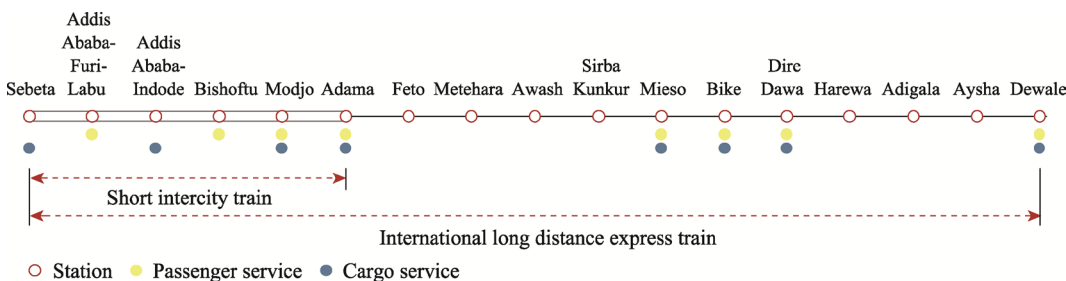 Sebeta
Addis
Ababa-
Furi-
Labu
Addis
Ababa-
Indode
Bishoftu
Modjo
Adama
Feto
Metehara
Awash
Sirba
Kunkur
Mieso
Bike
Dirc
Dawa
Harewa
Adigala
Aysha
Dewale
Short intercity train
International long distance express train
Station
Passenger service
Cargo service